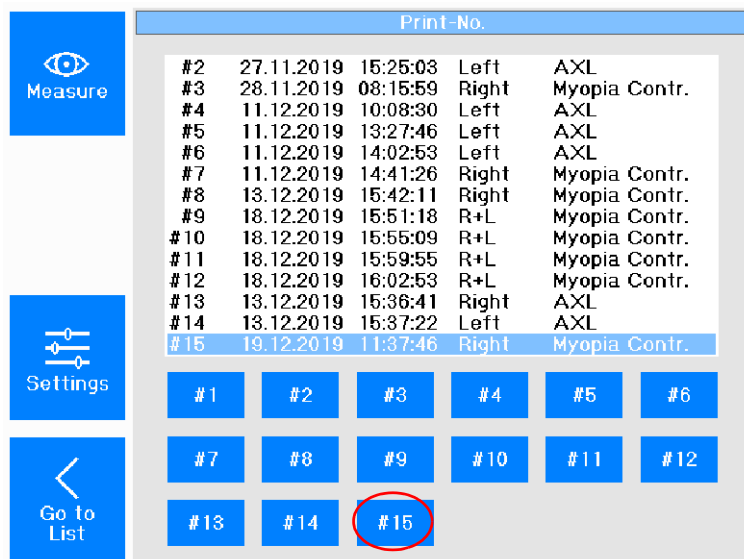 Print-No.
Measure
#2 27.11.2019 15:25:03 Left AXL
#3 28.11.2019 08:15:59 Right Myopia Contr.
#4 11.12.2019 10:08:30 Left AXL
#5 11.12.2019 13:27:46 Left AXL
#6 11.12.2019 14:02:53 Left AXL
#7 11.12.2019 14:41:26 Right Myopia Contr.
#8 13.12.2019 15:42:11 Right Myopia Contr.
#9 18.12.2019 15:51:18 R+L Myopia Contr.
#10 18.12.2019 15:55:09 R+L Myopia Contr.
#11 18.12.2019 15:59:55 R+L Myopia Contr.
#12 18.12.2019 16:02:53 R+L Myopia Contr.
#13 13.12.2019 15:36:41 Right AXL
#14 13.12.2019 15:37:22 Left AXL
#15 19.12.2019 11:37:46 Right Myopia Contr.
Settings
#1 #2 #3 #4 #5 #6
#7 #8 #9 #10 #11 #12
Go to
List
#13 #14 #15